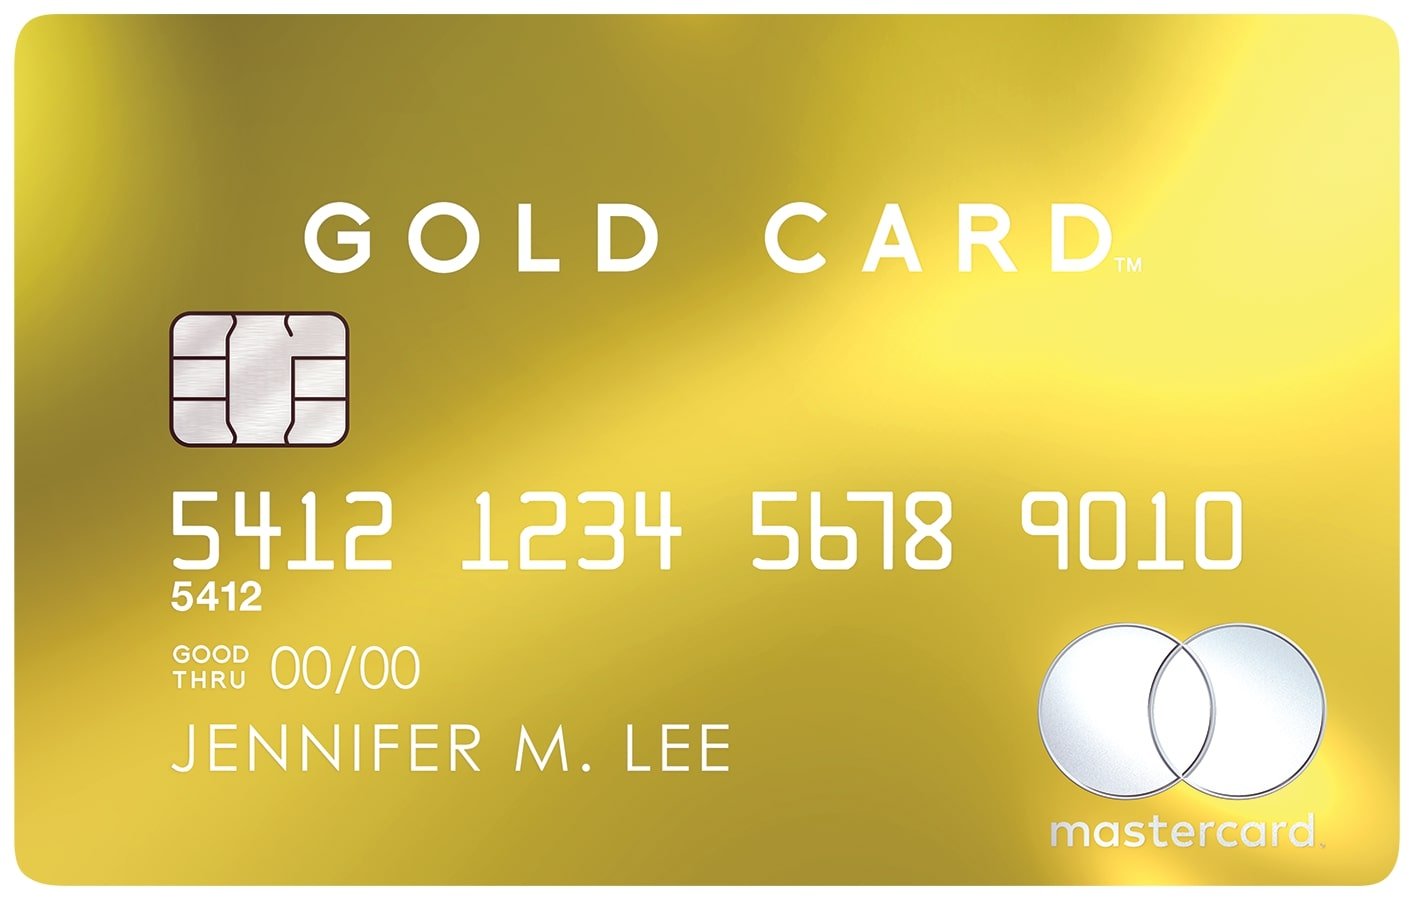 GOLD CARD™
5412 1234 5678 9010
5412
GOOD THRU 00/00
JENNIFER M. LEE
mastercard.